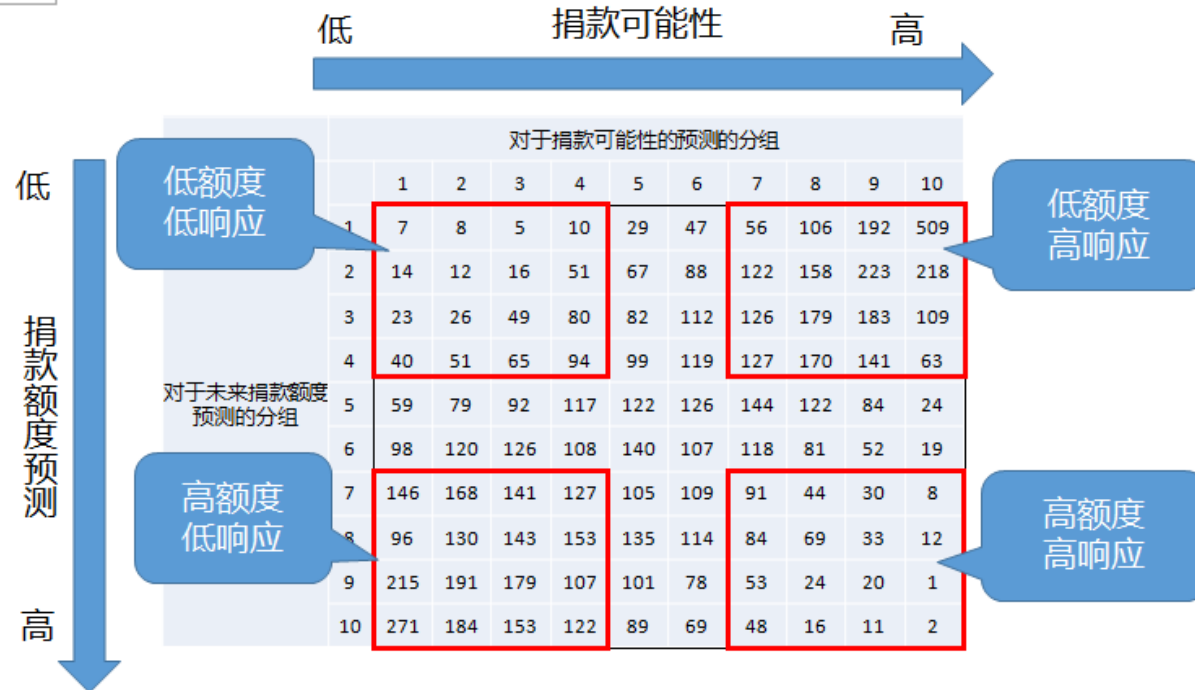 低 捐款可能性 高
对于捐款可能性的预测的分组
1 2 3 4 5 6 7 8 9 10
低
低额度
低响应
低额度
高响应
1 7 8 5 10 29 47 56 106 192 509
2 14 12 16 51 67 88 122 158 223 218
3 23 26 49 80 82 112 126 179 183 109
4 40 51 65 94 99 119 127 170 141 63
捐款额度预测
对于未来捐款额度
预测的分组
5 59 79 92 117 122 126 144 122 84 24
6 98 120 126 108 140 107 118 81 52 19
高额度
低响应
高额度
高响应
7 146 168 141 127 105 109 91 44 30 8
8 96 130 143 153 135 114 84 69 33 12
9 215 191 179 107 101 78 53 24 20 1
高
10 271 184 153 122 89 69 48 16 11 2